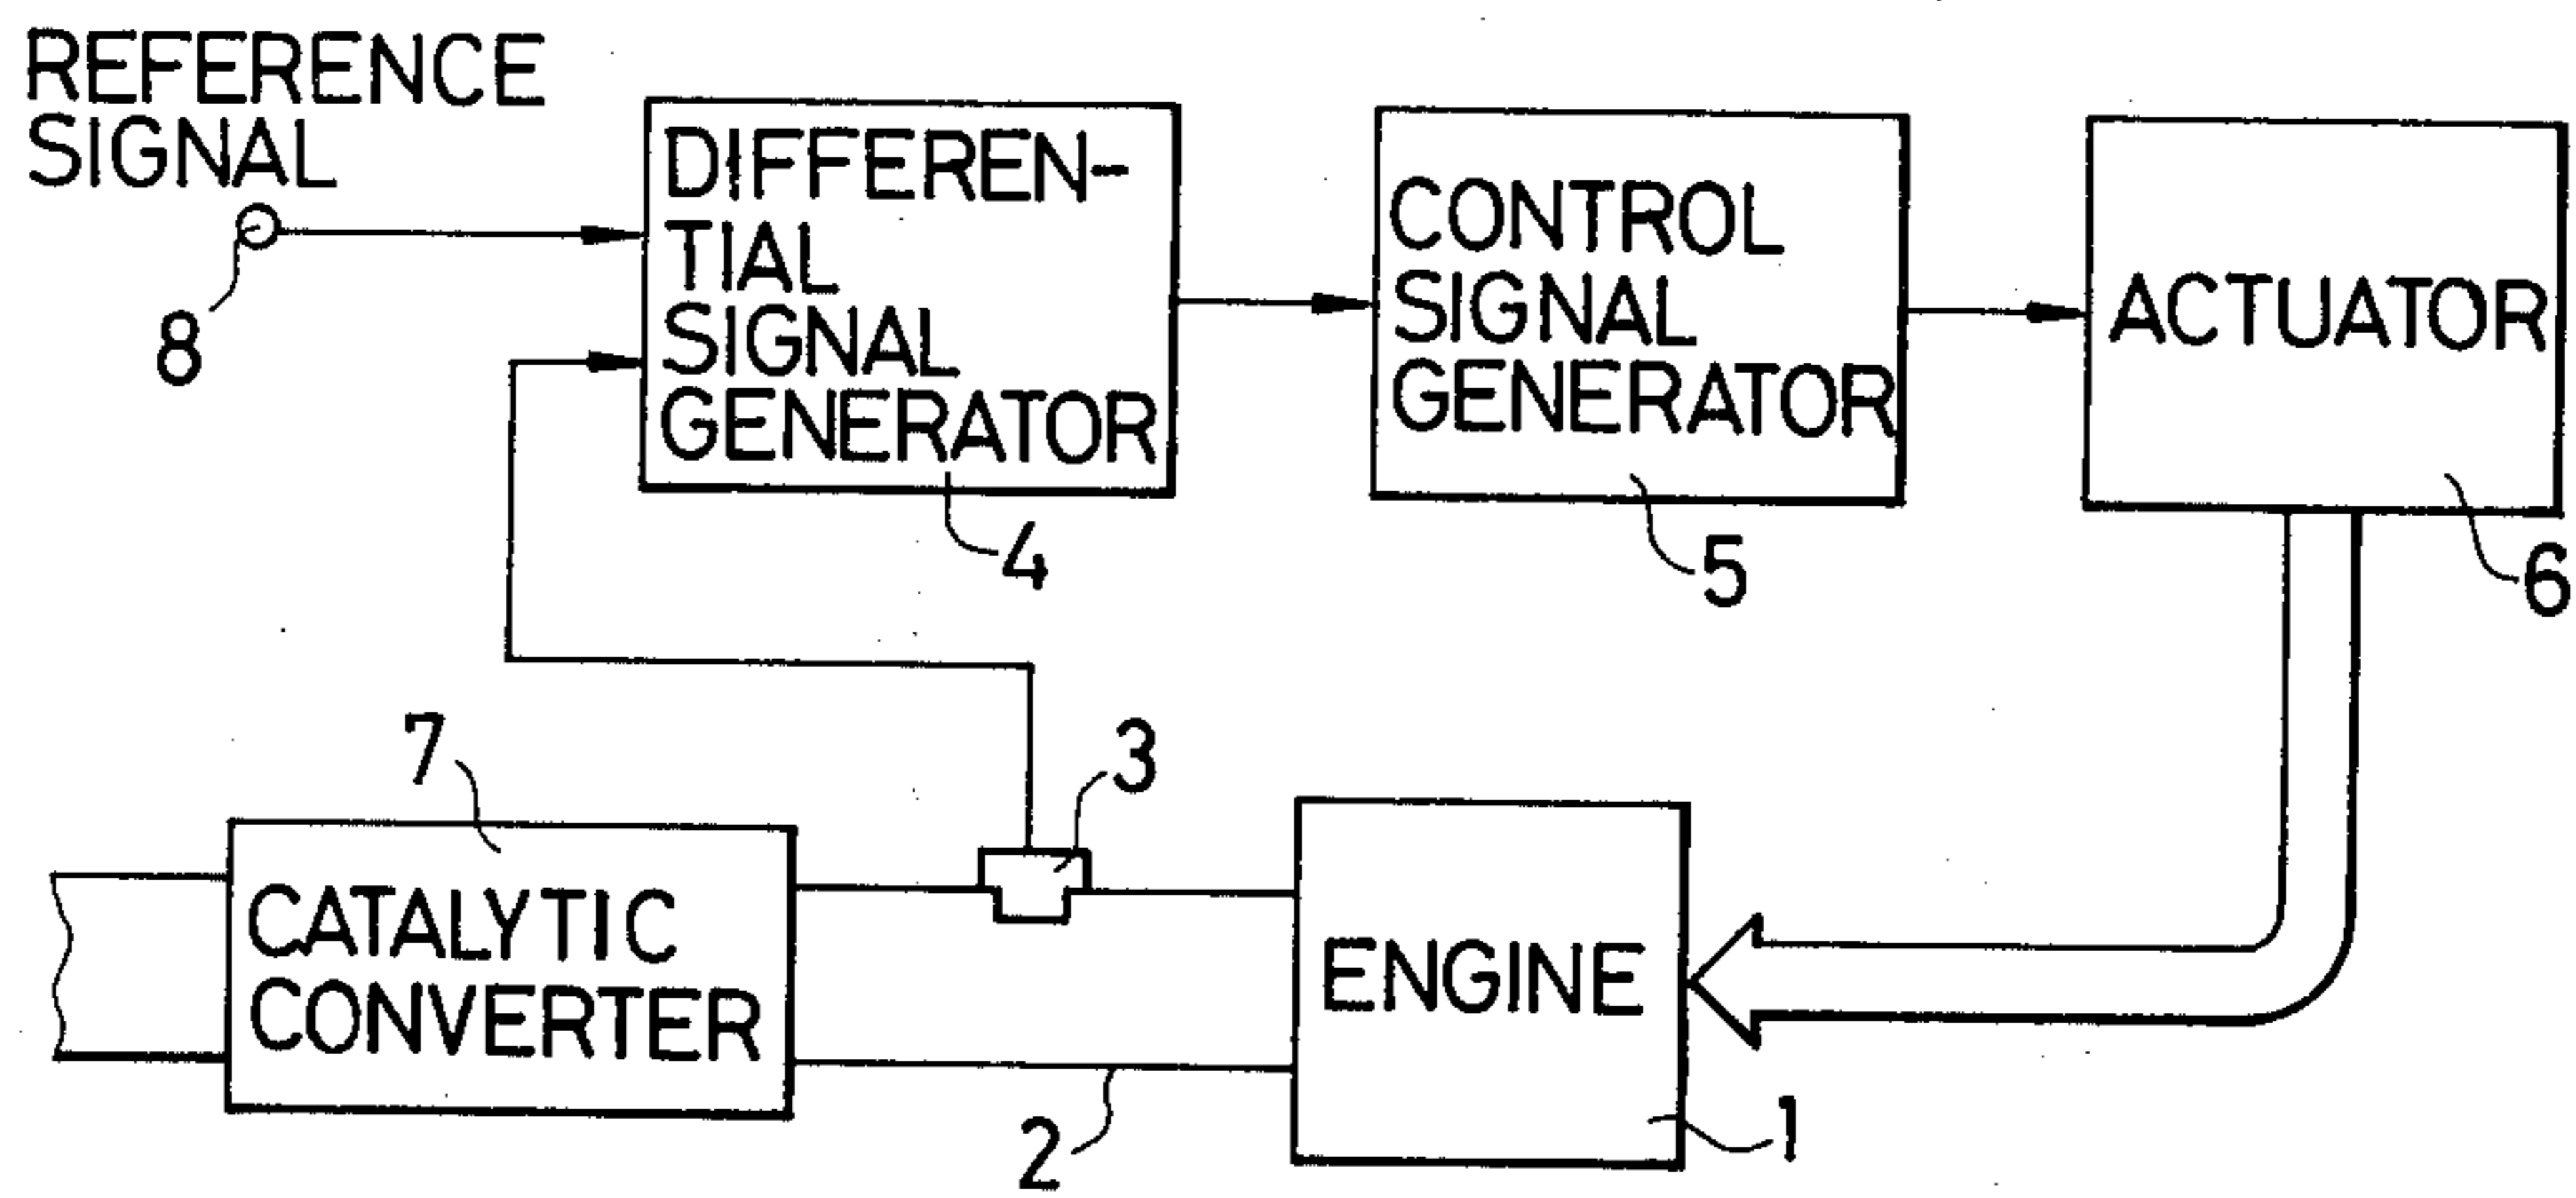 REFERENCE
SIGNAL
8
DIFFEREN-
TIAL
SIGNAL
GENERATOR
4
CONTROL
SIGNAL
GENERATOR
5
ACTUATOR
6
7
CATALYTIC
CONVERTER
3
2
ENGINE
1